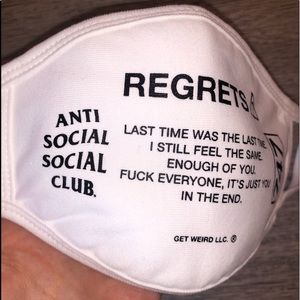 ANTI
SOCIAL
SOCIAL
CLUB.
REGRETS
LAST TIME WAS THE LAST TIME.
I STILL FEEL THE SAME.
ENOUGH OF YOU.
FUCK EVERYONE, IT'S JUST YOU
IN THE END.
GET WEIRD LLC. ®